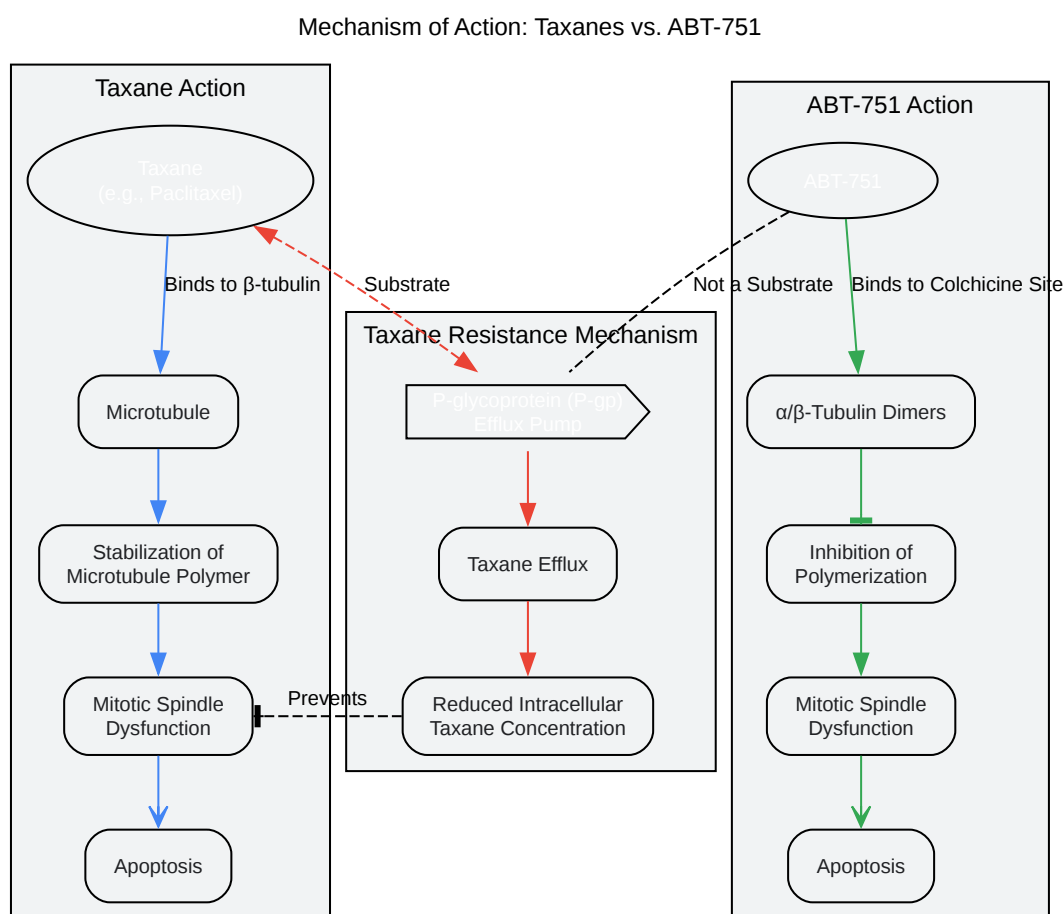 Mechanism of Action: Taxanes vs. ABT-751
Taxane Action
Taxane
(e.g., Paclitaxel)
Binds to β-tubulin
Microtubule
Stabilization of
Microtubule Polymer
Mitotic Spindle
Dysfunction
Apoptosis
Substrate
Taxane Resistance Mechanism
P-glycoprotein (P-gp)
Efflux Pump
Taxane Efflux
Reduced Intracellular
Taxane Concentration
Prevents
ABT-751 Action
ABT-751
Not a Substrate
Binds to Colchicine Site
α/β-Tubulin Dimers
Inhibition of
Polymerization
Mitotic Spindle
Dysfunction
Apoptosis